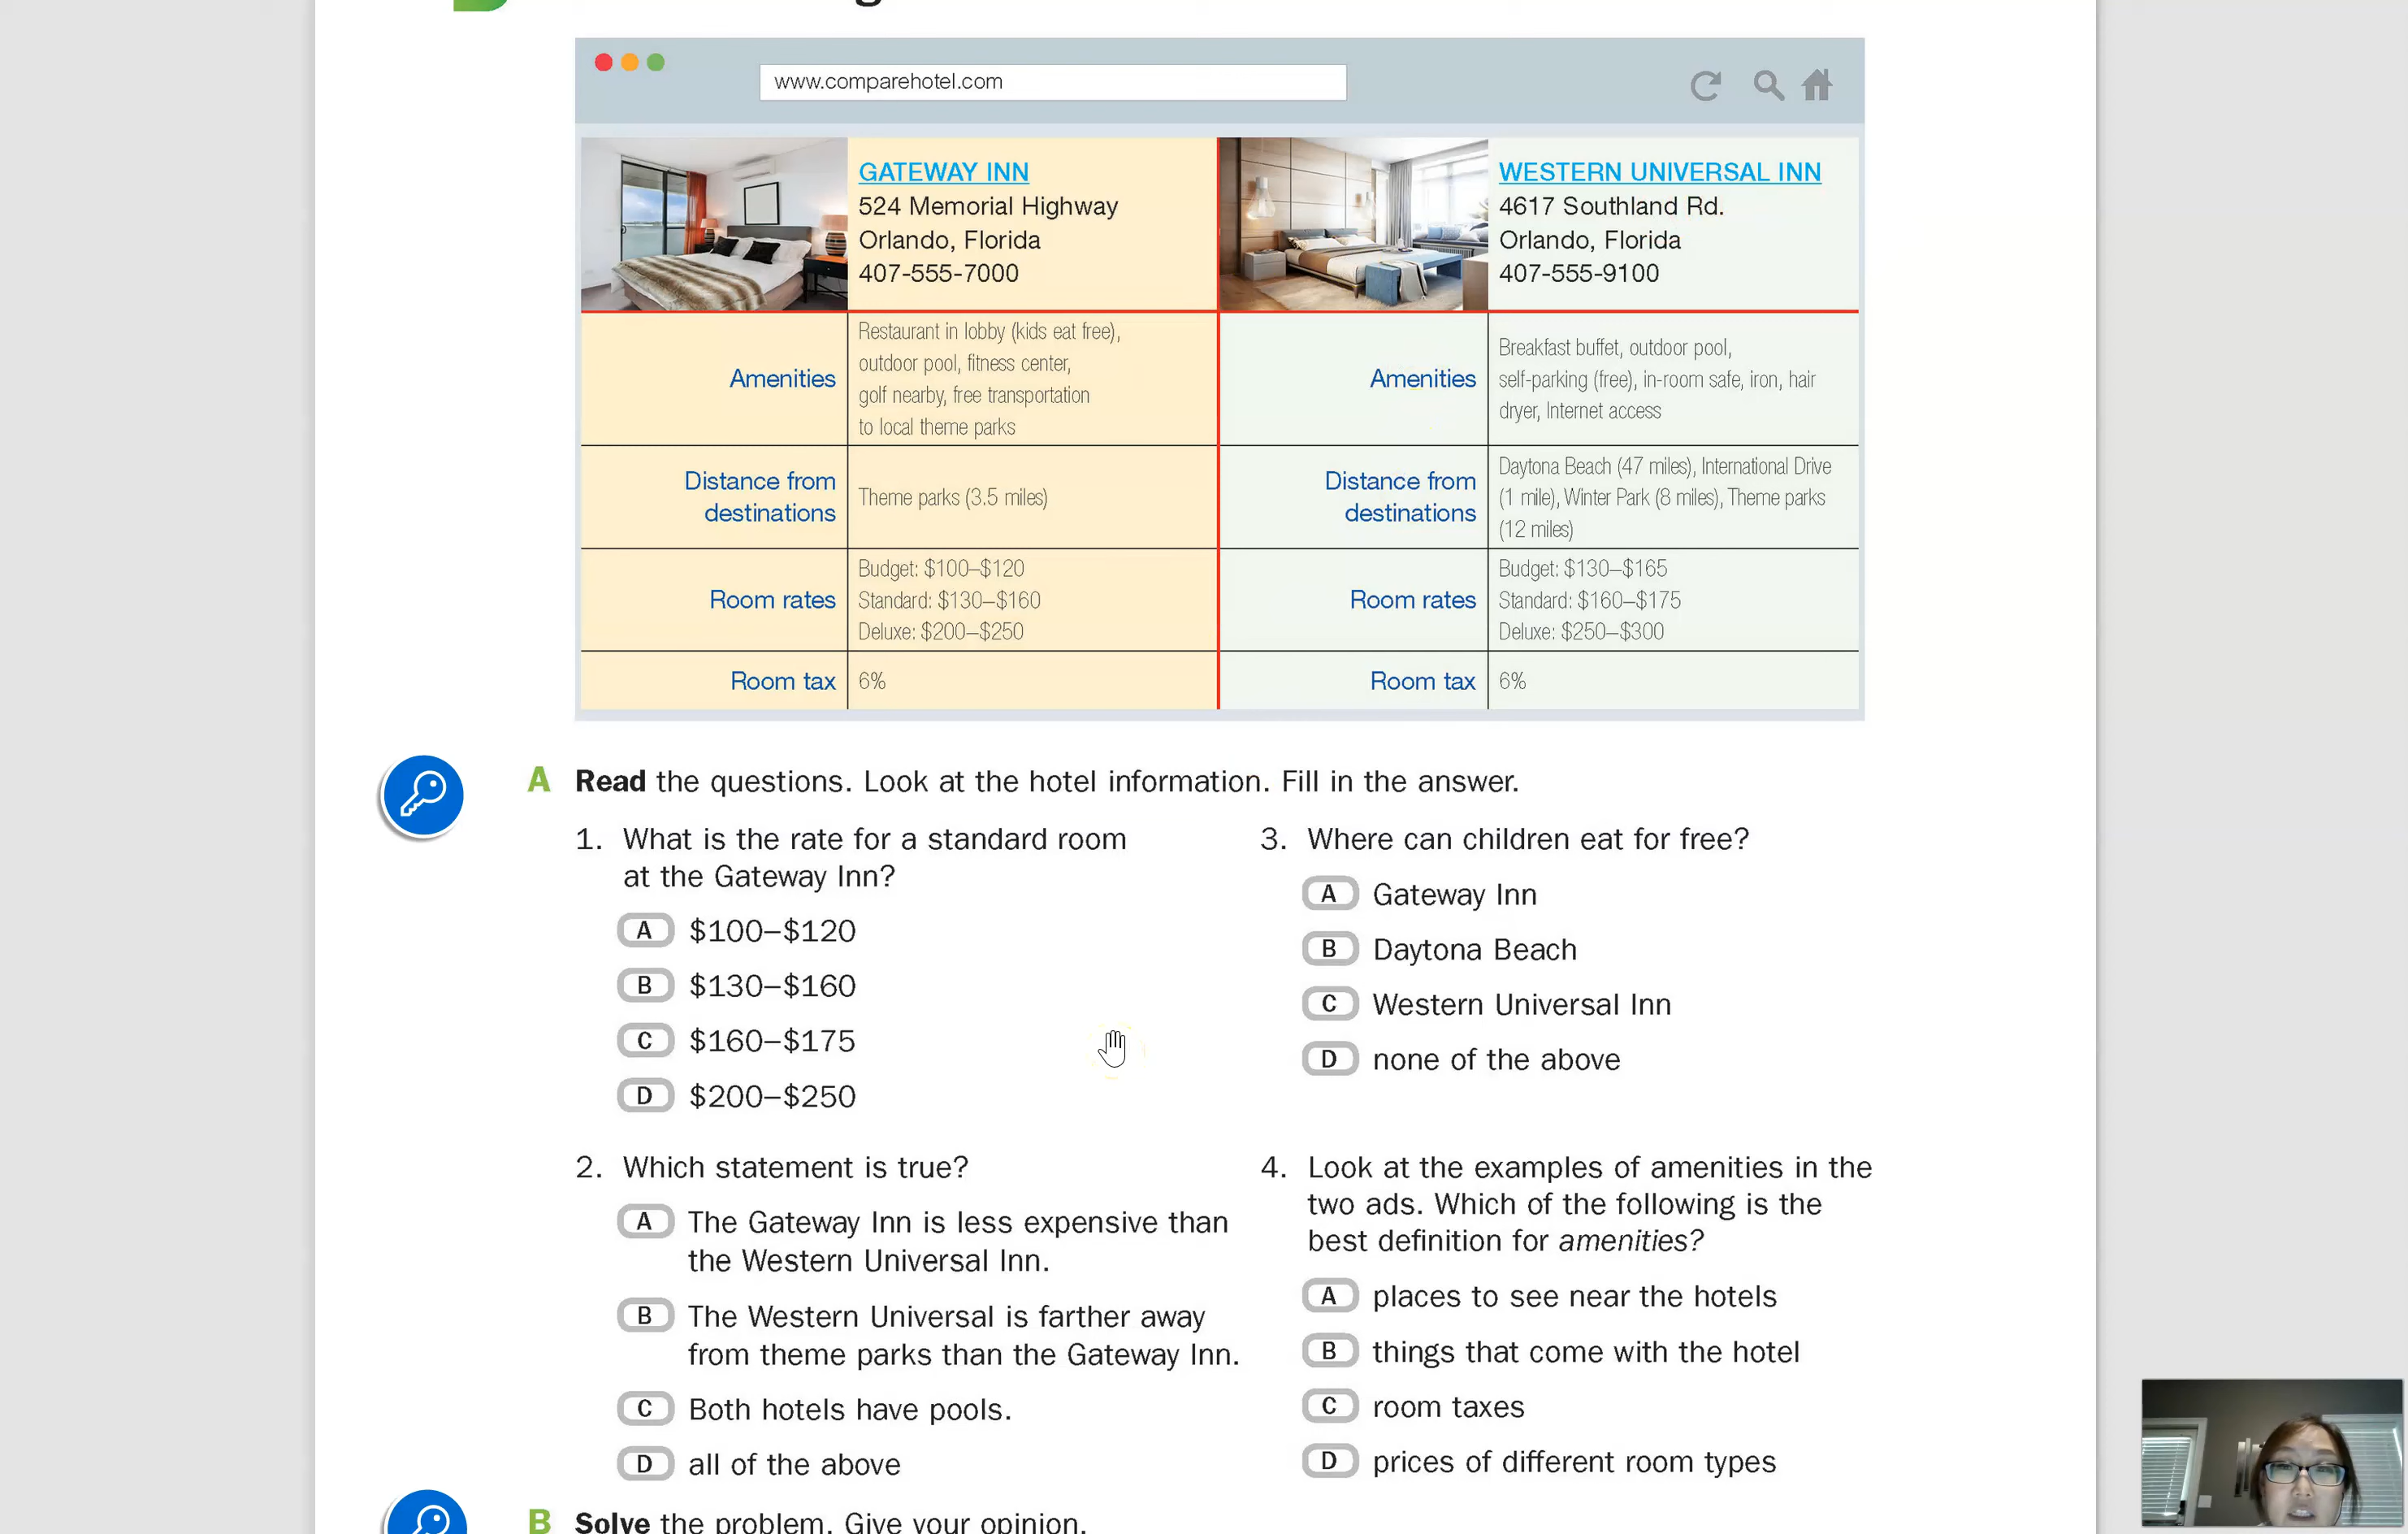 www.comparehotel.com
GATEWAY INN
524 Memorial Highway
Orlando, Florida
407-555-7000
WESTERN UNIVERSAL INN
4617 Southland Rd.
Orlando, Florida
407-555-9100
Amenities
Restaurant in lobby (kids eat free),
outdoor pool, fitness center,
golf nearby, free transportation
to local theme parks
Amenities
Breakfast buffet, outdoor pool,
self-parking (free), in-room safe, iron, hair
dryer, Internet access
Distance from
destinations
Theme parks (3.5 miles)
Distance from
destinations
Daytona Beach (47 miles), International Drive
(1 mile), Winter Park (8 miles), Theme parks
(12 miles)
Room rates
Budget: $100–$120
Standard: $130–$160
Deluxe: $200–$250
Room rates
Budget: $130–$165
Standard: $160–$175
Deluxe: $250–$300
Room tax
6%
Room tax
6%
A Read the questions. Look at the hotel information. Fill in the answer.
1. What is the rate for a standard room
at the Gateway Inn?
A $100–$120
B $130–$160
C $160–$175
D $200–$250
2. Which statement is true?
A The Gateway Inn is less expensive than
the Western Universal Inn.
B The Western Universal is farther away
from theme parks than the Gateway Inn.
C Both hotels have pools.
D all of the above
3. Where can children eat for free?
A Gateway Inn
B Daytona Beach
C Western Universal Inn
D none of the above
4. Look at the examples of amenities in the
two ads. Which of the following is the
best definition for amenities?
A places to see near the hotels
B things that come with the hotel
C room taxes
D prices of different room types
B Solve the problem. Give your opinion.